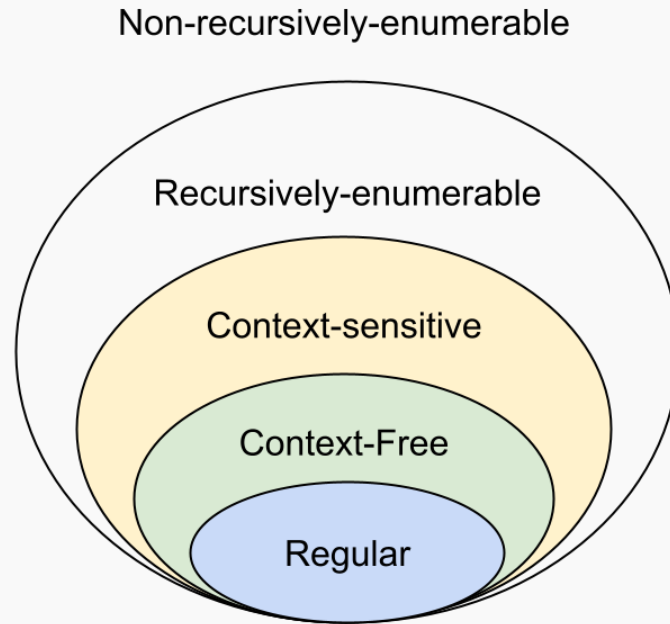 Non-recursively-enumerable
Recursively-enumerable
Context-sensitive
Context-Free
Regular